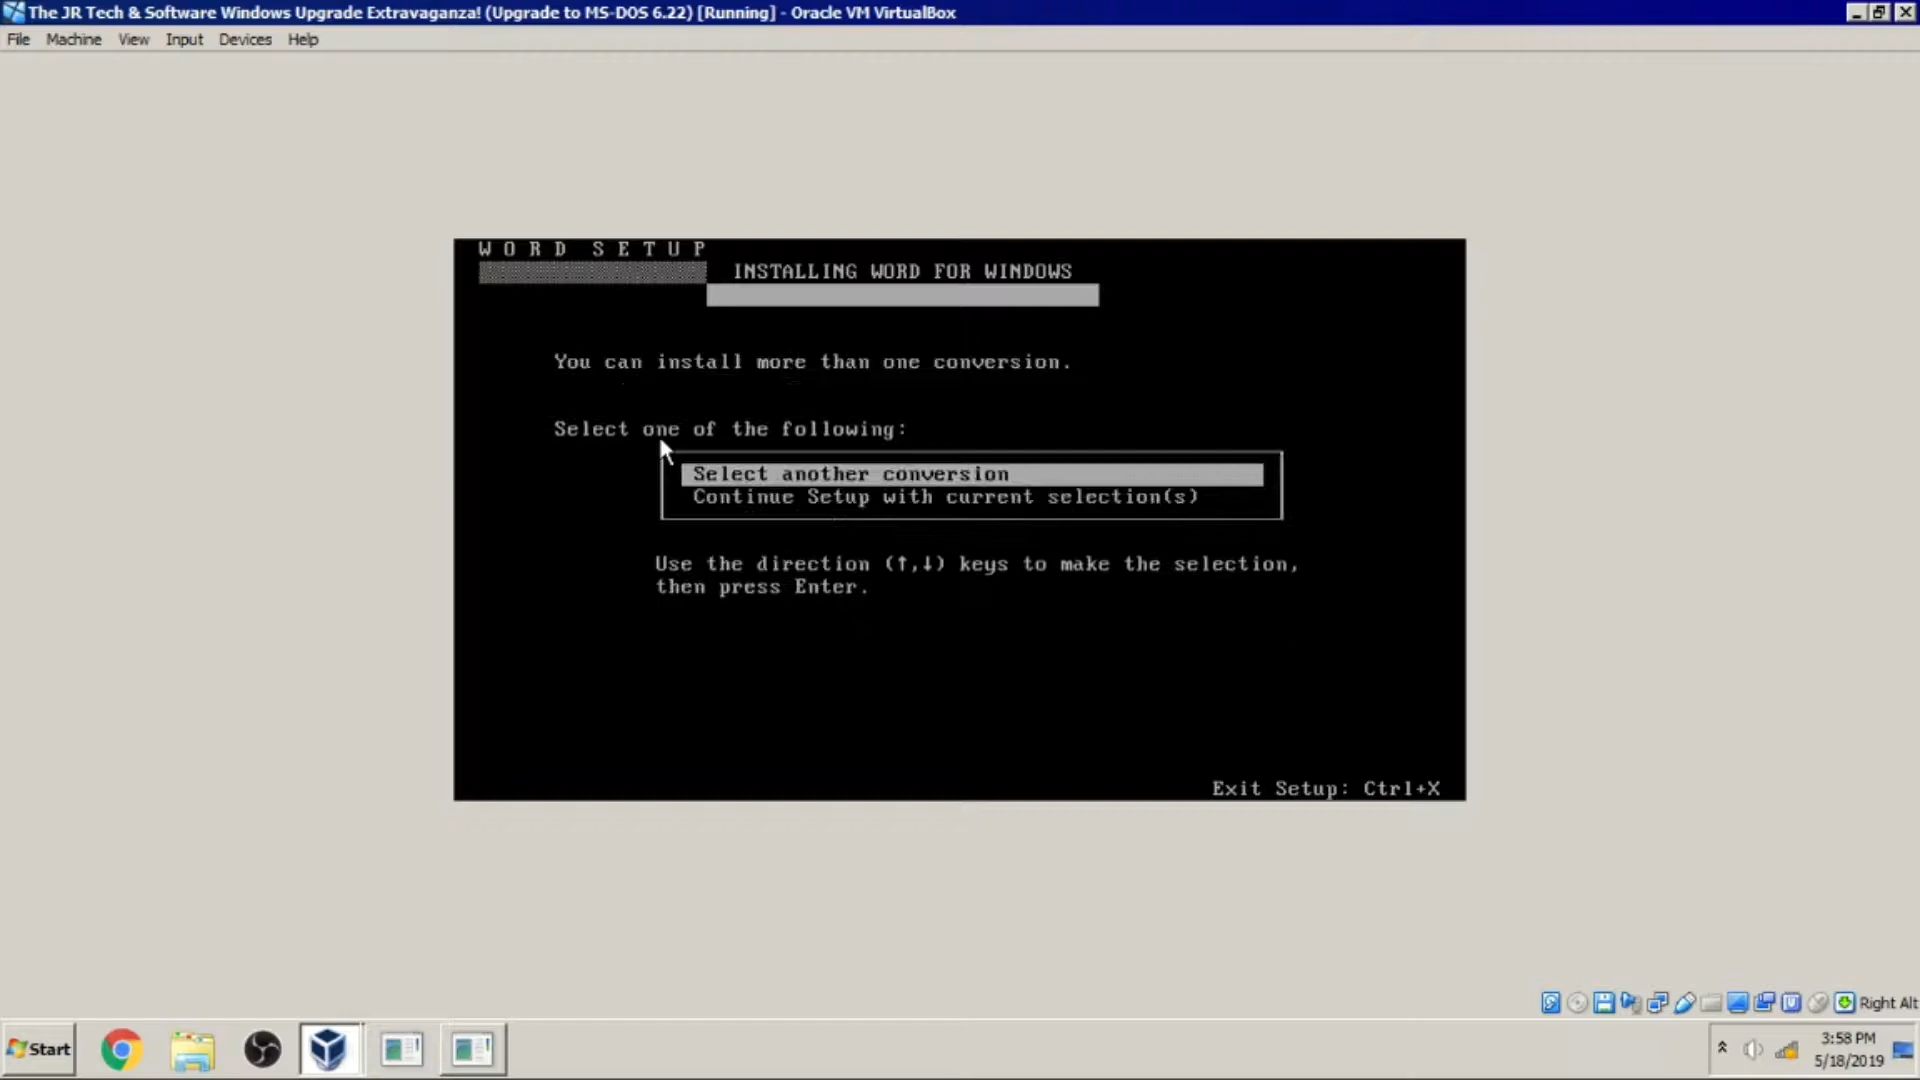 The JR Tech & Software Windows Upgrade Extravaganza! (Upgrade to MS-DOS 6.22) [Running] - Oracle VM VirtualBox
File Machine View Input Devices Help
WORD SETUP
INSTALLING WORD FOR WINDOWS
You can install more than one conversion.
Select one of the following:
Select another conversion
Continue Setup with current selection(s)
Use the direction (↑,↓) keys to make the selection,
then press Enter.
Exit Setup: Ctrl+X
Right Alt
Start
3:58 PM
5/18/2019